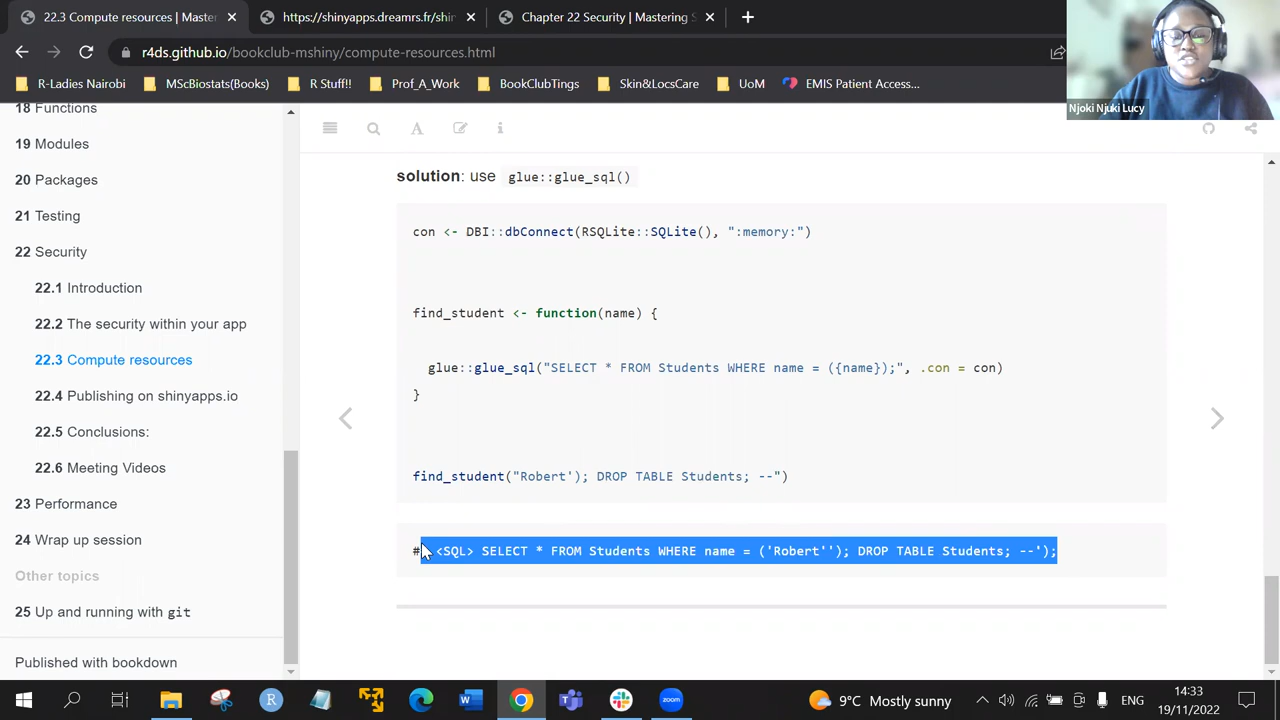 22.3 Compute resources | Master
https://shinyapps.dreamrs.fr/shin
Chapter 22 Security | Mastering S
r4ds.github.io/bookclub-mshiny/compute-resources.html
R-Ladies Nairobi
MScBiostats(Books)
R Stuff!!
Prof_A_Work
BookClubTings
Skin&LocsCare
UoM
EMIS Patient Access...
Njoki Njuki Lucy
18 Functions
19 Modules
20 Packages
21 Testing
22 Security
22.1 Introduction
22.2 The security within your app
22.3 Compute resources
22.4 Publishing on shinyapps.io
22.5 Conclusions:
22.6 Meeting Videos
23 Performance
24 Wrap up session
Other topics
25 Up and running with git
Published with bookdown
solution: use glue::glue_sql()
con <- DBI::dbConnect(RSQLite::SQLite(), ":memory:")
find_student <- function(name) {
glue::glue_sql("SELECT * FROM Students WHERE name = ({name});", .con = con)
}
find_student("Robert'); DROP TABLE Students; --")
# <SQL> SELECT * FROM Students WHERE name = ('Robert''); DROP TABLE Students; --');
zoom
9°C Mostly sunny
ENG
14:33
19/11/2022